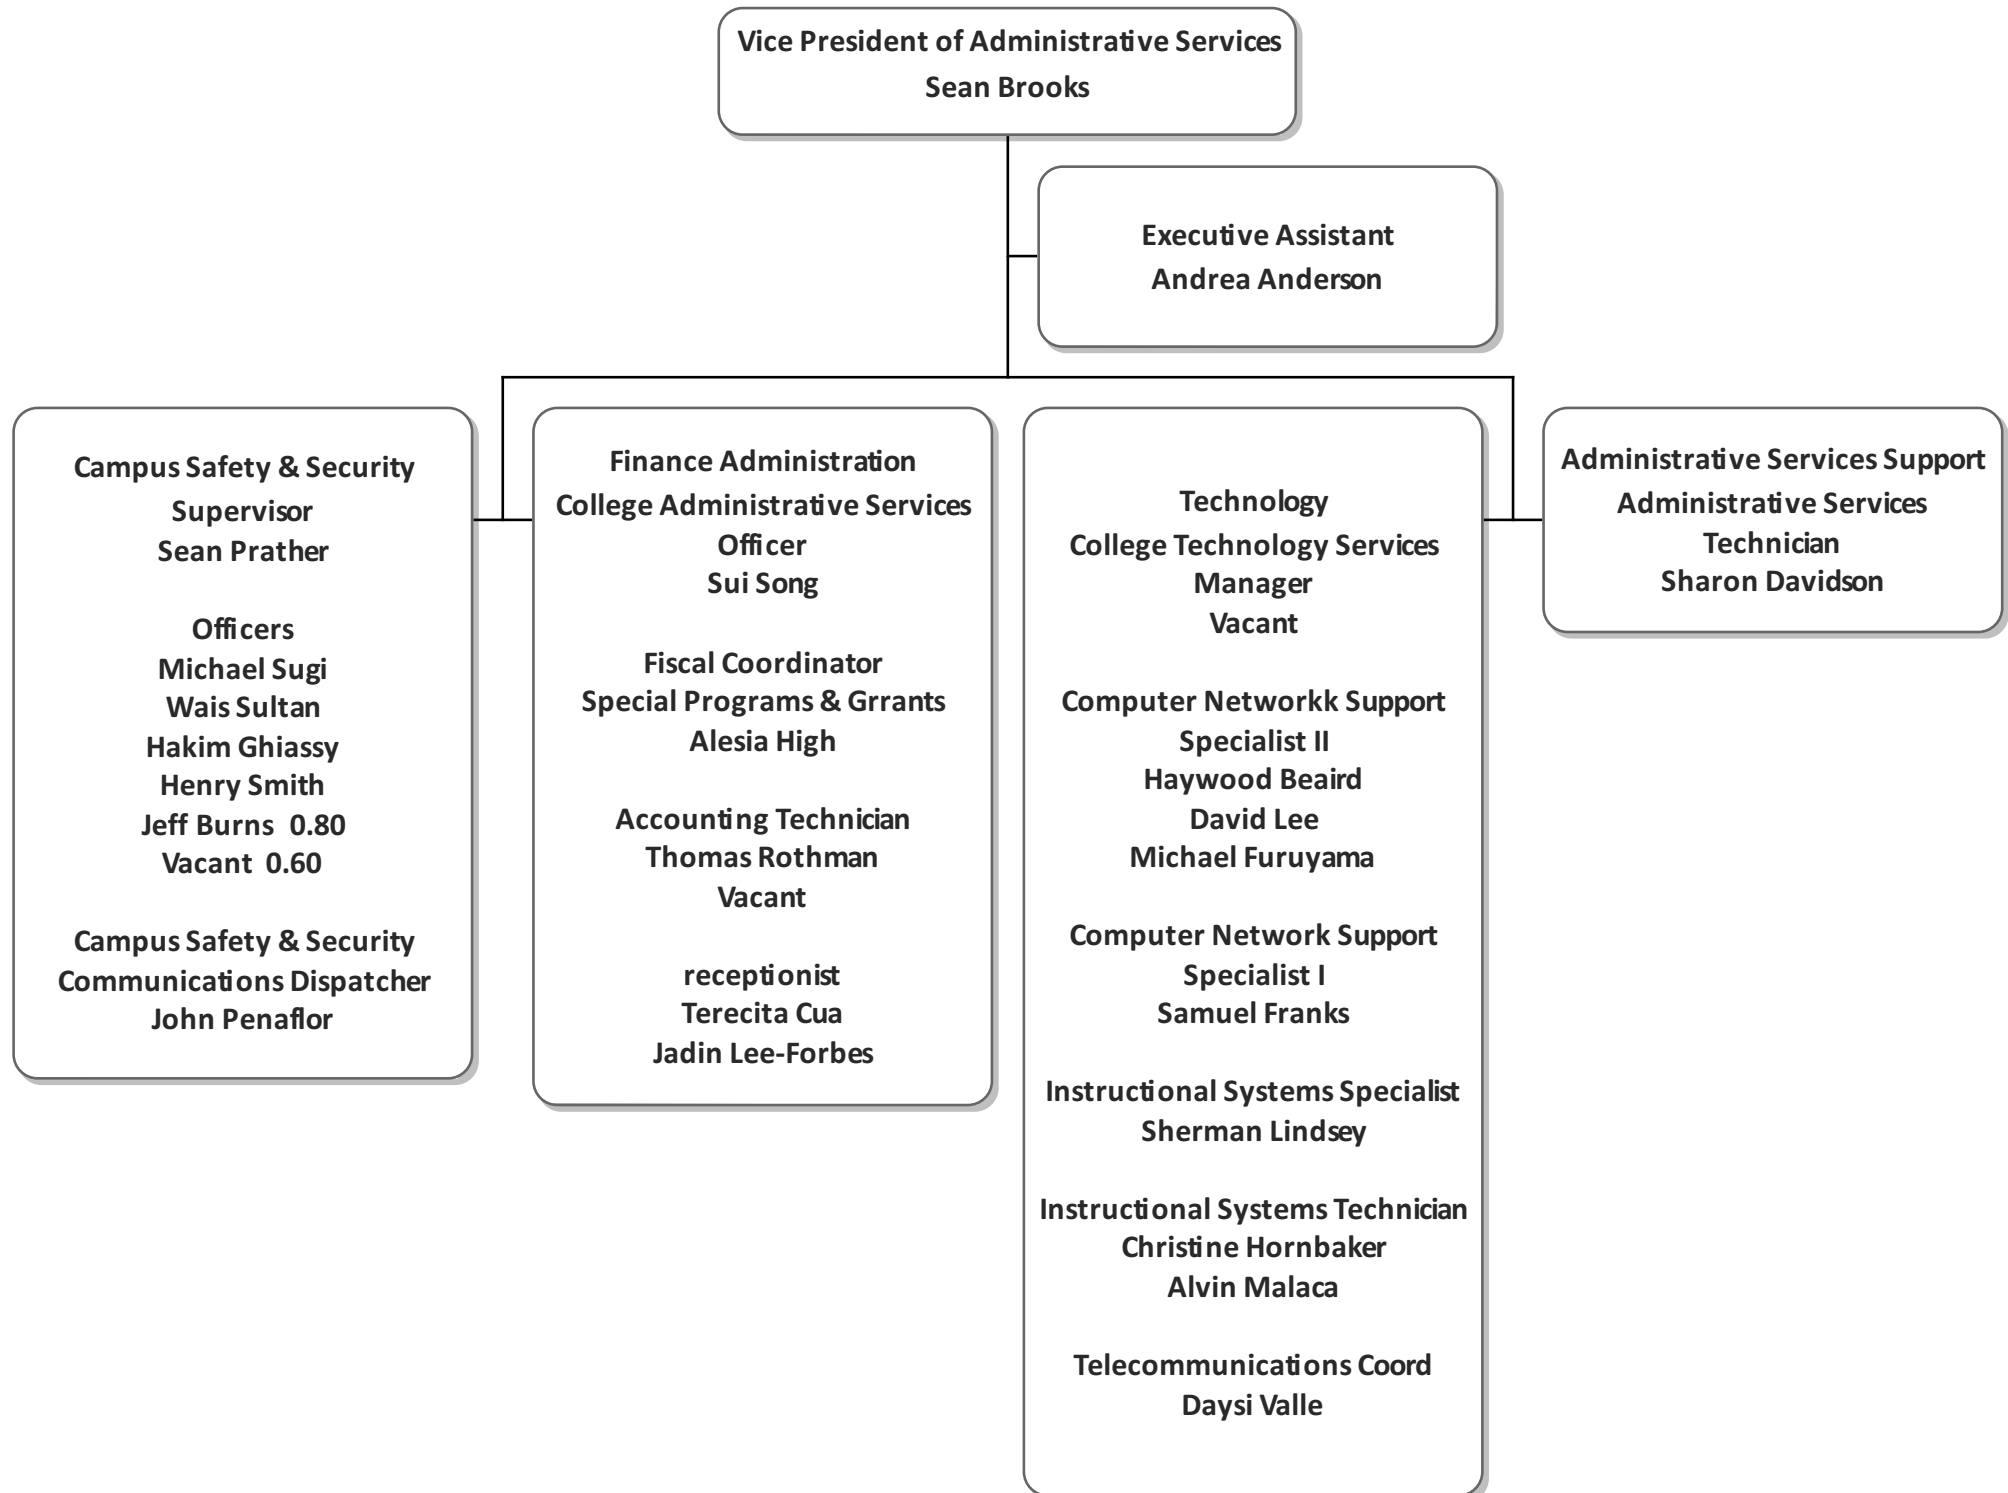 Vice President of Administrative Services
Sean Brooks
Executive Assistant
Andrea Anderson
Campus Safety & Security
Supervisor
Sean Prather
Officers
Michael Sugi
Wais Sultan
Hakim Ghiassy
Henry Smith
Jeff Burns 0.80
Vacant 0.60
Campus Safety & Security
Communications Dispatcher
John Penaflor
Finance Administration
College Administrative Services
Officer
Sui Song
Fiscal Coordinator
Special Programs & Grrants
Alesia High
Accounting Technician
Thomas Rothman
Vacant
receptionist
Terecita Cua
Jadin Lee-Forbes
Technology
College Technology Services
Manager
Vacant
Computer Networkk Support
Specialist II
Haywood Beaird
David Lee
Michael Furuyama
Computer Network Support
Specialist I
Samuel Franks
Instructional Systems Specialist
Sherman Lindsey
Instructional Systems Technician
Christine Hornbaker
Alvin Malaca
Telecommunications Coord
Daysi Valle
Administrative Services Support
Administrative Services
Technician
Sharon Davidson